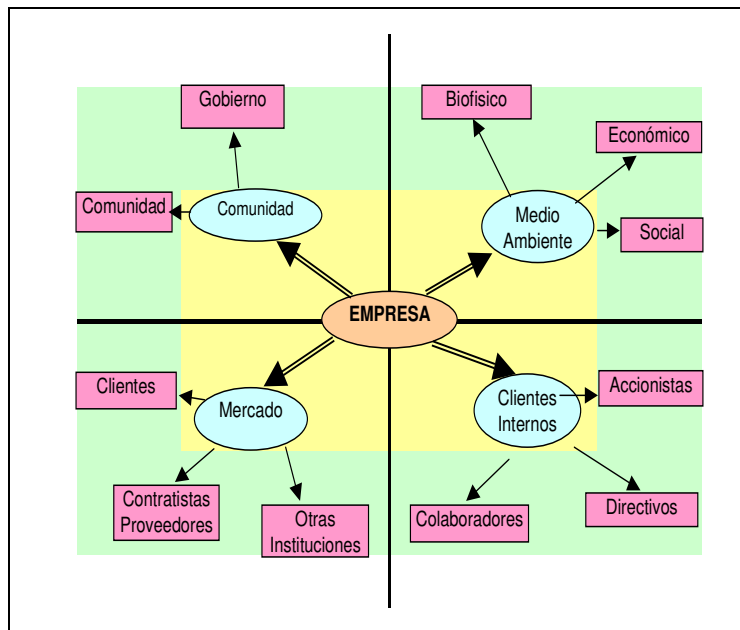 Gobierno
Biofisico
Económico
Comunidad
Comunidad
Medio
Ambiente
Social
EMPRESA
Clientes
Mercado
Clientes
Internos
Accionistas
Contratistas
Proveedores
Otras
Instituciones
Colaboradores
Directivos